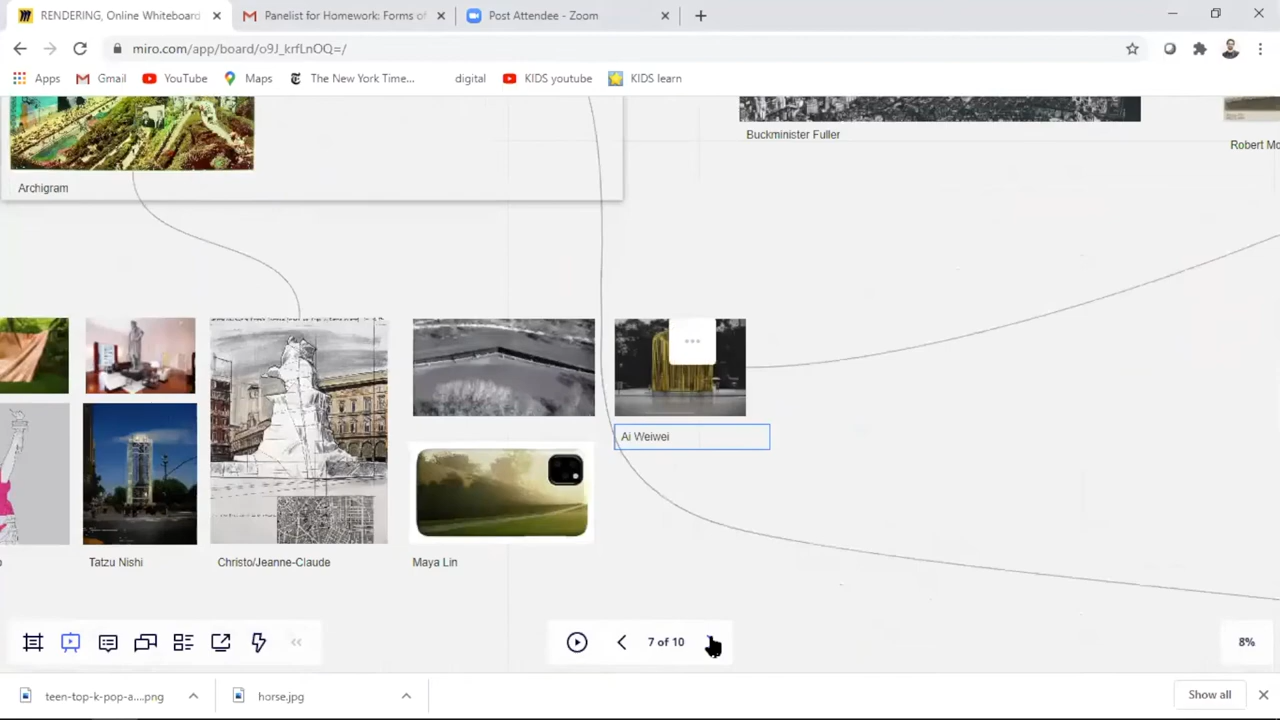 RENDERING, Online Whiteboard
Panelist for Homework: Forms of
Post Attendee - Zoom
miro.com/app/board/o9J_krfLnOQ=/
Apps
Gmail
YouTube
Maps
The New York Time...
digital
KIDS youtube
KIDS learn
Archigram
Buckminister Fuller
Robert Mo
Ai Weiwei
Tatzu Nishi
Christo/Jeanne-Claude
Maya Lin
7 of 10
8%
teen-top-k-pop-a....png
horse.jpg
Show all